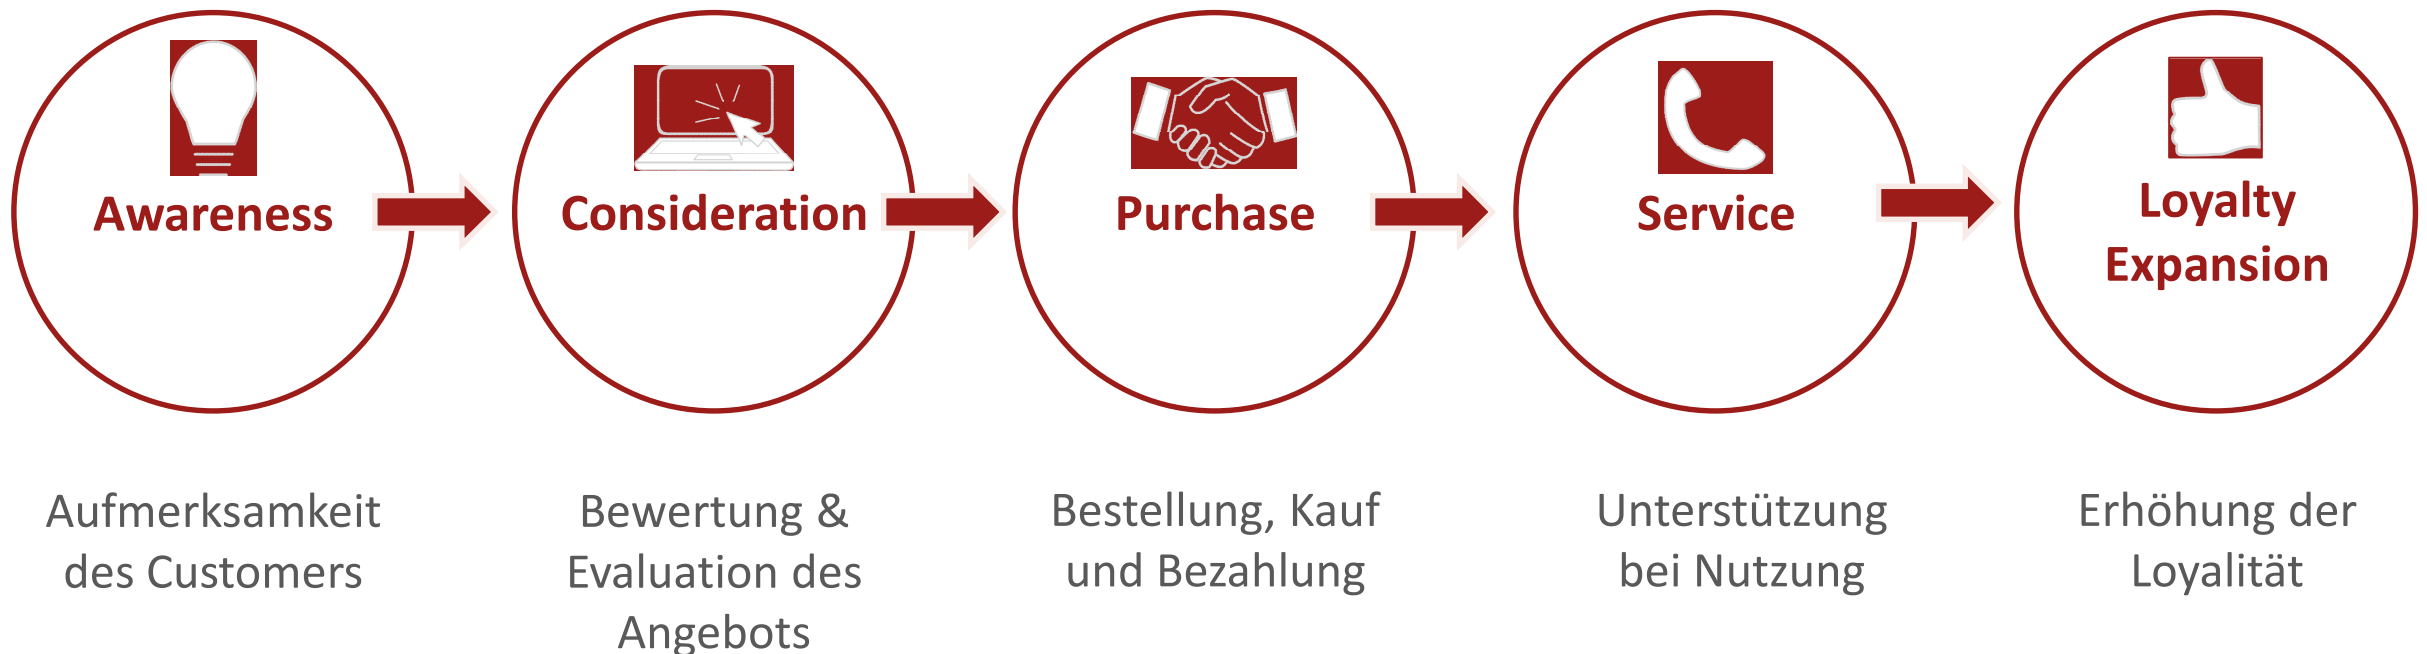 Awareness
Consideration
Purchase
Service
Loyalty
Expansion
Aufmerksamkeit
des Customers
Bewertung &
Evaluation des
Angebots
Bestellung, Kauf
und Bezahlung
Unterstützung
bei Nutzung
Erhöhung der
Loyalität